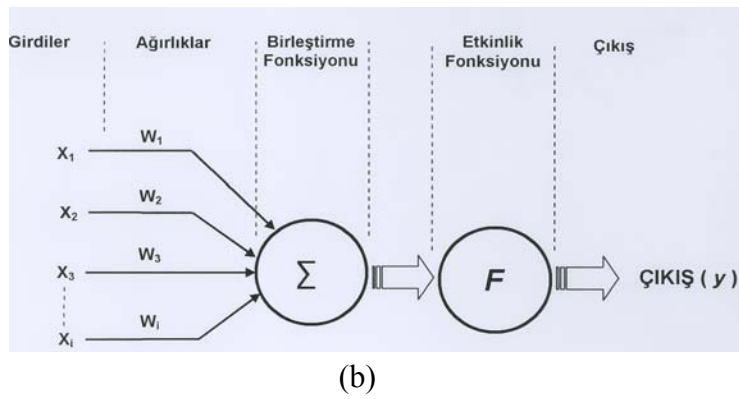 Girdiler Ağırlıklar Birleştirme Fonksiyonu Etkinlik Fonksiyonu Çıkış
W₁
X₁
W₂
X₂
W₃
X₃
Σ
F
ÇIKIŞ ( y )
Wᵢ
Xᵢ
(b)